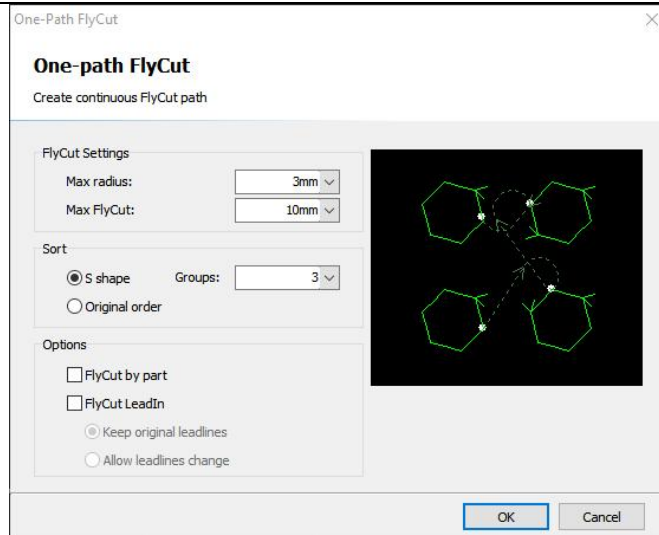 One-Path FlyCut
One-path FlyCut
Create continuous FlyCut path
FlyCut Settings
Max radius: 3mm
Max FlyCut: 10mm
Sort
S shape Groups: 3
Original order
Options
FlyCut by part
FlyCut LeadIn
Keep original leadlines
Allow leadlines change
OK Cancel